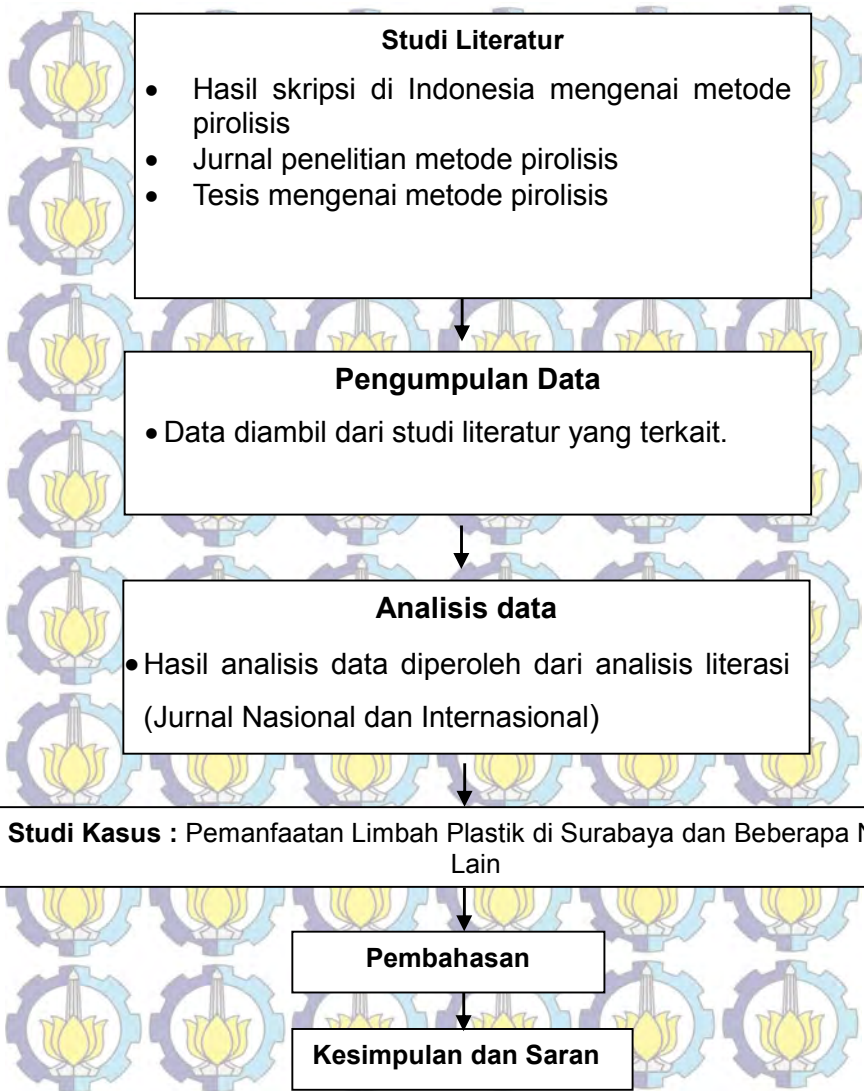 Studi Literatur
• Hasil skripsi di Indonesia mengenai metode
pirolisis
• Jurnal penelitian metode pirolisis
• Tesis mengenai metode pirolisis
Pengumpulan Data
• Data diambil dari studi literatur yang terkait.
Analisis data
• Hasil analisis data diperoleh dari analisis literasi
(Jurnal Nasional dan Internasional)
Studi Kasus : Pemanfaatan Limbah Plastik di Surabaya dan Beberapa
Lain
Pembahasan
Kesimpulan dan Saran